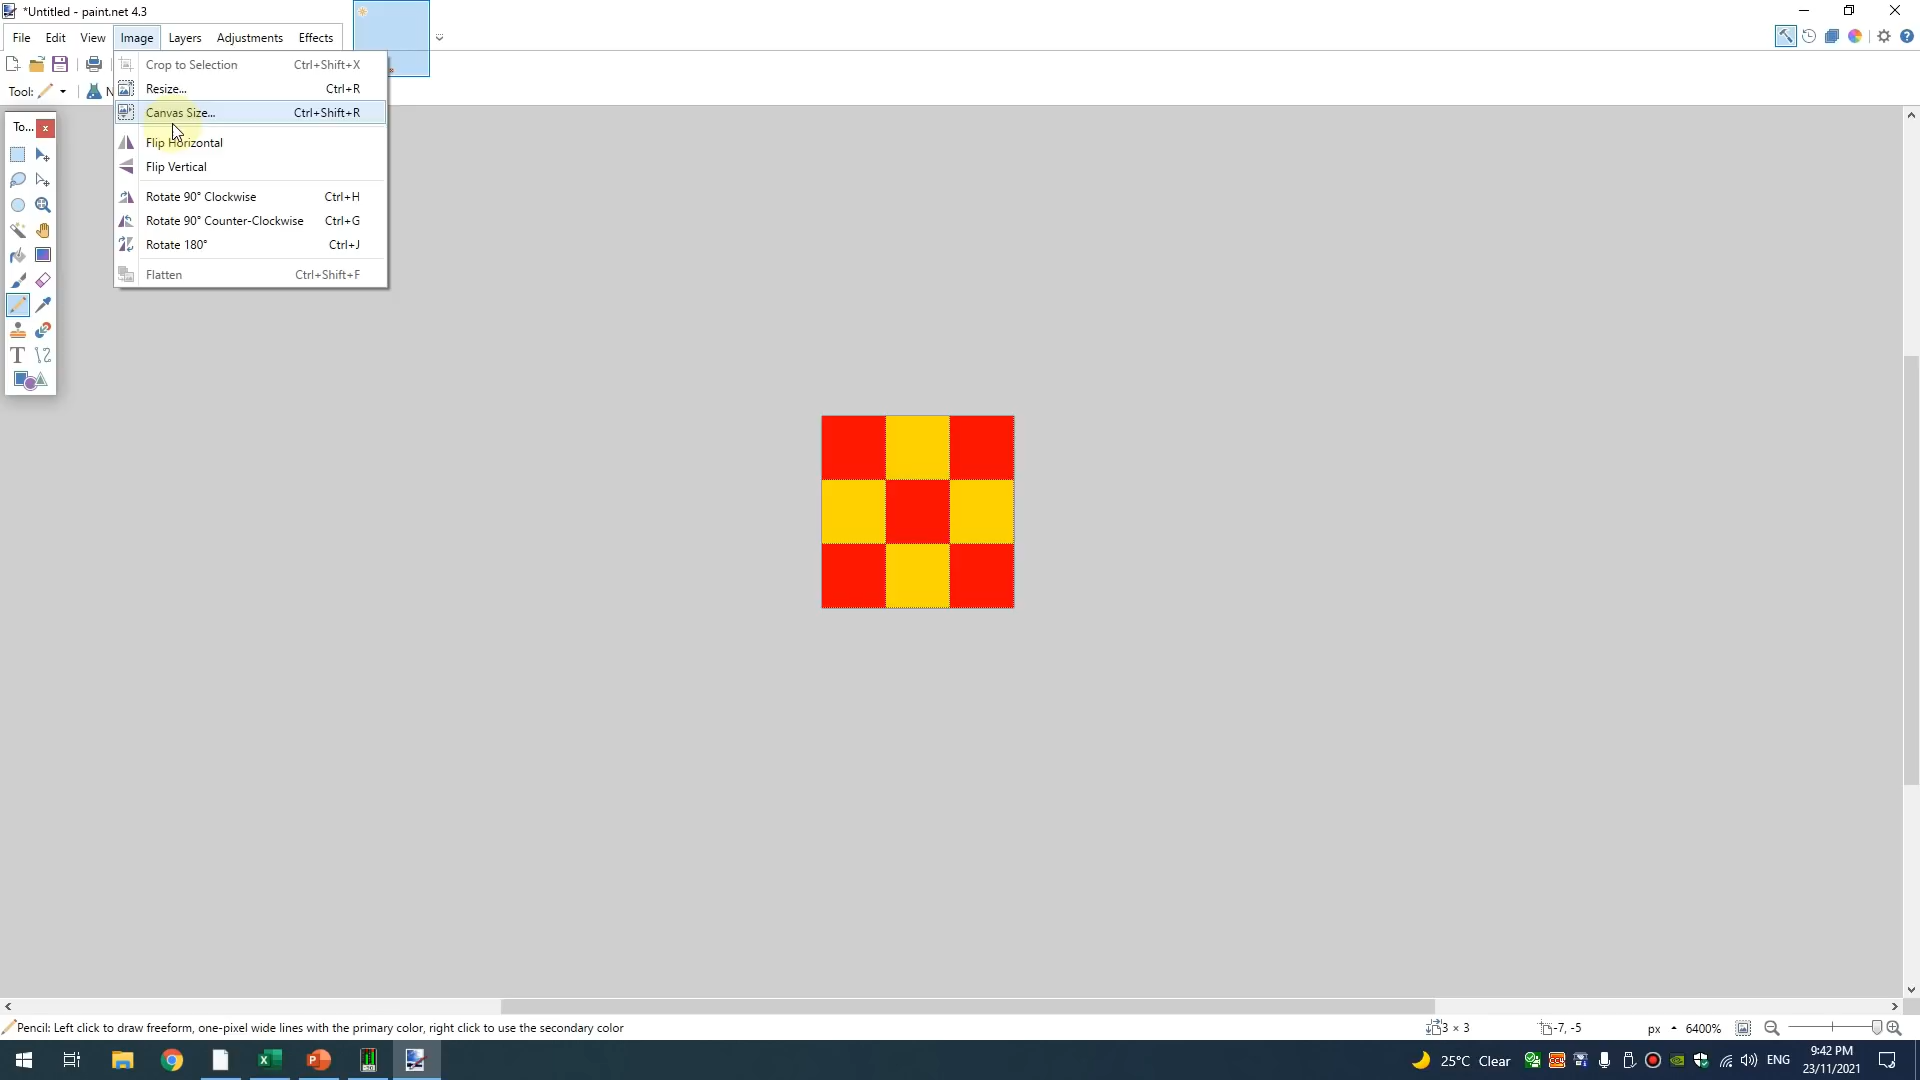 *Untitled - paint.net 4.3
File Edit View Image Layers Adjustments Effects
Crop to Selection Ctrl+Shift+X
Resize... Ctrl+R
Tool:
Canvas Size... Ctrl+Shift+R
To...
Flip Horizontal
Flip Vertical
Rotate 90° Clockwise Ctrl+H
Rotate 90° Counter-Clockwise Ctrl+G
Rotate 180° Ctrl+J
Flatten Ctrl+Shift+F
Pencil: Left click to draw freeform, one-pixel wide lines with the primary color, right click to use the secondary color
3 × 3
-7, -5
px
6400%
25°C Clear
ENG
9:42 PM
23/11/2021